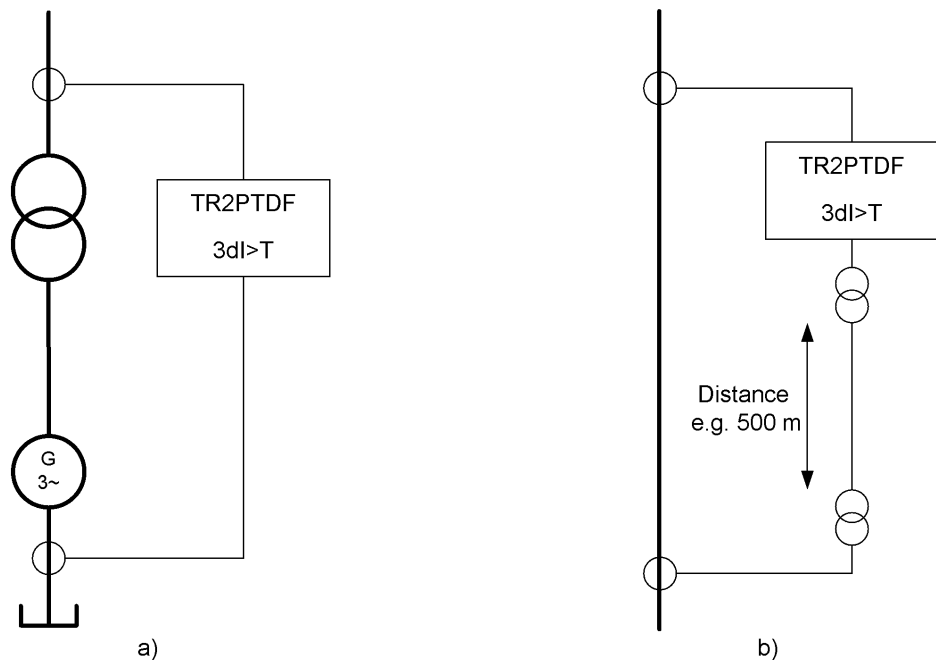 TR2PTDF
3dI>T
G
3~
a)
TR2PTDF
3dI>T
Distance
e.g. 500 m
b)